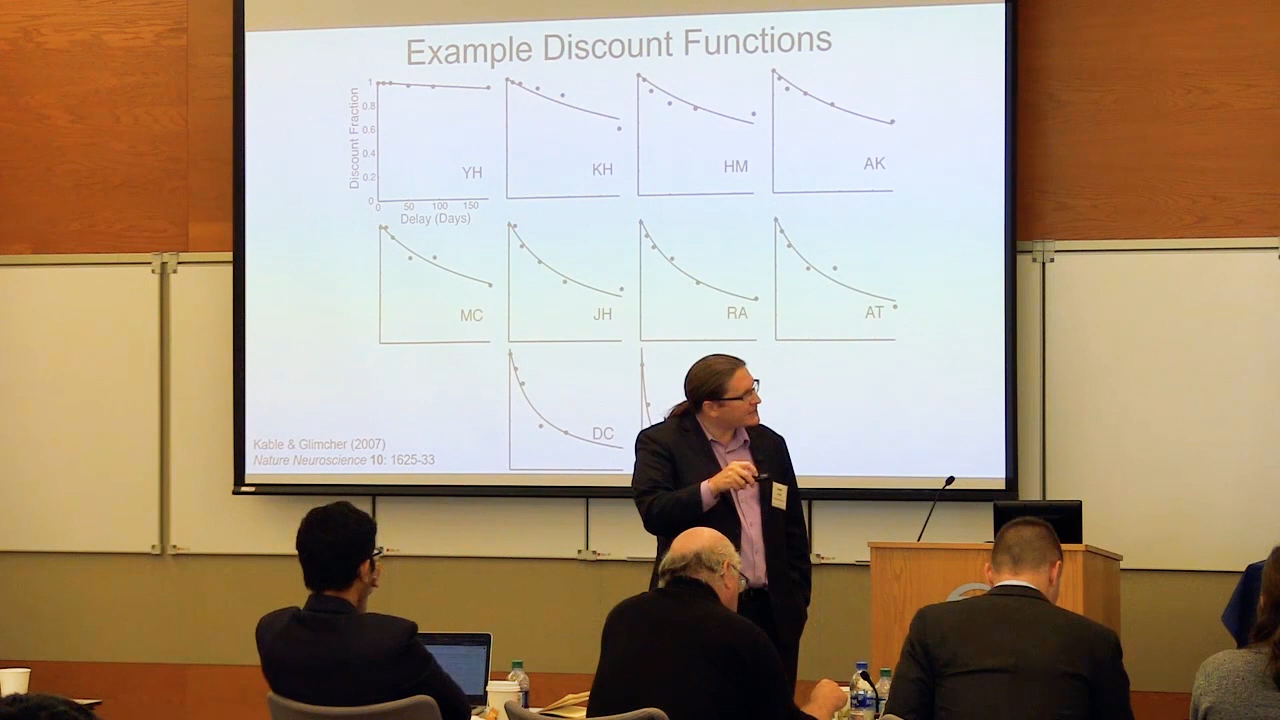 Example Discount Functions
Discount Fraction
1
0.8
0.6
0.4
0.2
0
0 50 100 150
Delay (Days)
YH
KH
HM
AK
MC
JH
RA
AT
DC
Kable & Glimcher (2007)
Nature Neuroscience 10: 1625-33